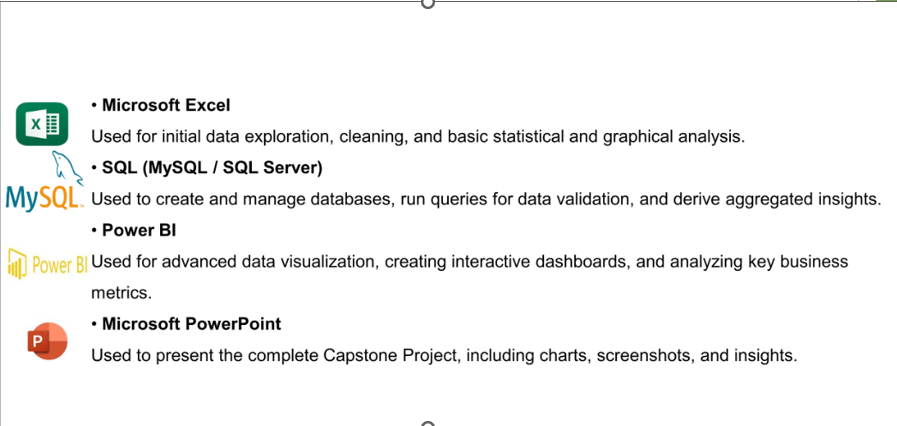 • Microsoft Excel
X
Used for initial data exploration, cleaning, and basic statistical and graphical analysis.
• SQL (MySQL / SQL Server)
MySQL™
Used to create and manage databases, run queries for data validation, and derive aggregated insights.
• Power BI
Power BI
Used for advanced data visualization, creating interactive dashboards, and analyzing key business
metrics.
• Microsoft PowerPoint
P
Used to present the complete Capstone Project, including charts, screenshots, and insights.